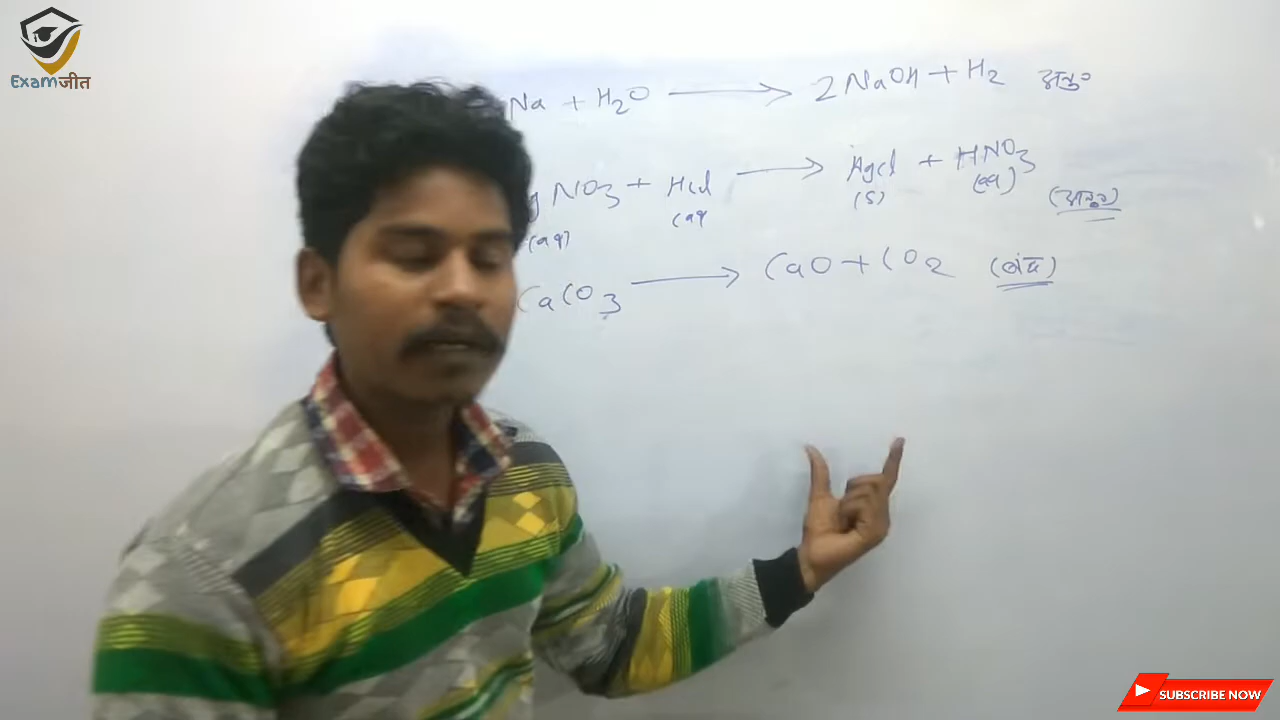 Examजीत
Na + H2O → 2NaOH + H2
g NO3 + Hcl → Agcl + HNO3
(aq) (aq (s) (aq)
CaCO3 → CaO + CO2 (बंद)
SUBSCRIBE NOW